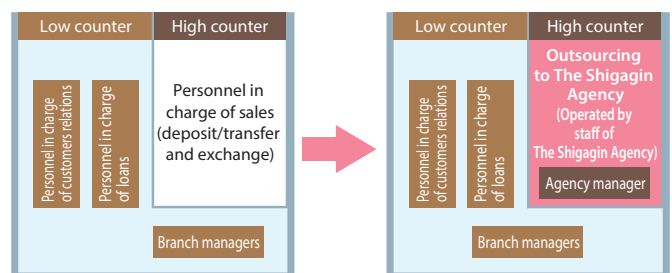 Low counter
High counter
Personnel in charge
of customers relations
Personnel in charge
of loans
Personnel in
charge of sales
(deposit/transfer
and exchange)
Branch managers
Low counter
High counter
Personnel in charge
of customers relations
Personnel in charge
of loans
Outsourcing
to The Shigagin
Agency
(Operated by
staff of
The Shigagin Agency)
Agency manager
Branch managers